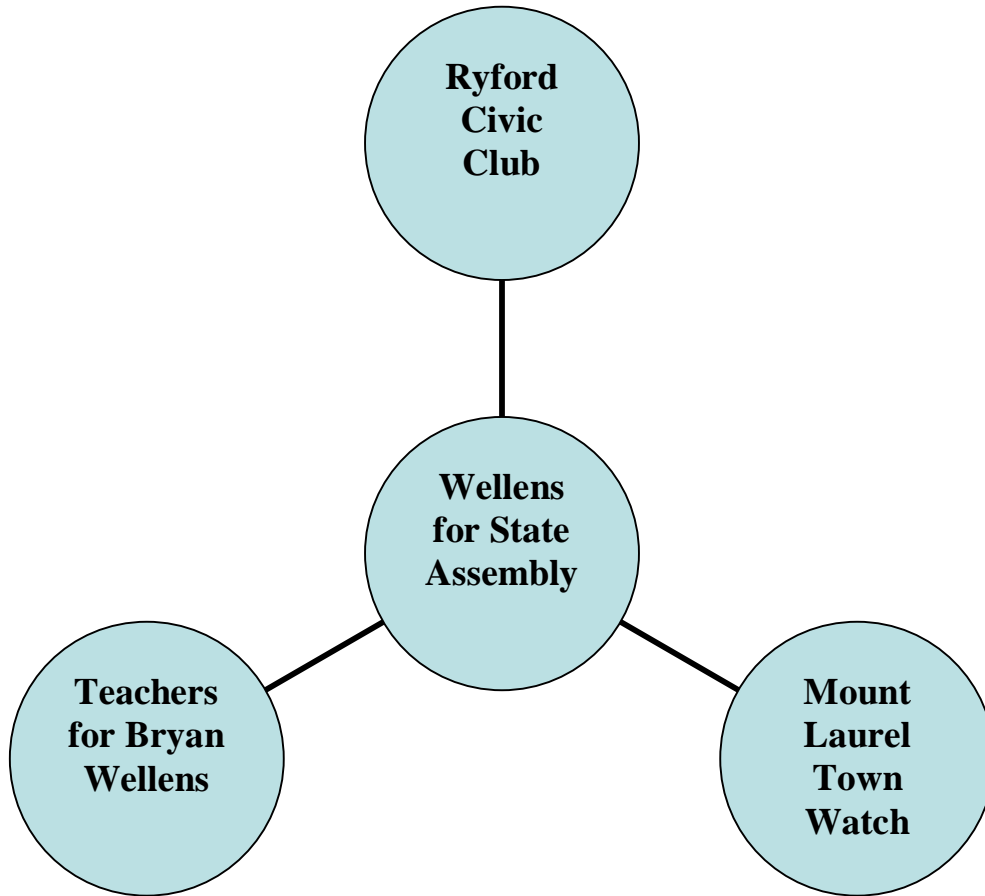 Ryford
Civic
Club
Wellens
for State
Assembly
Teachers
for Bryan
Wellens
Mount
Laurel
Town
Watch